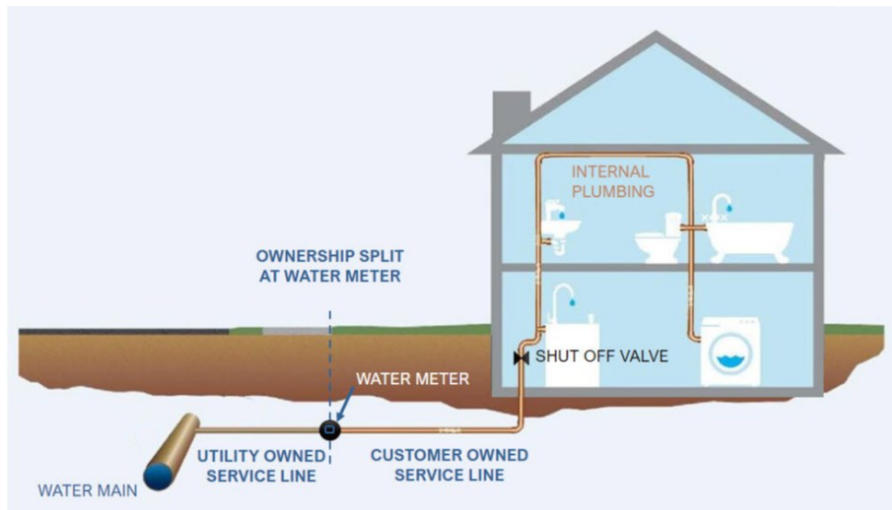 INTERNAL
PLUMBING
OWNERSHIP SPLIT
AT WATER METER
SHUT OFF VALVE
WATER METER
UTILITY OWNED
SERVICE LINE
CUSTOMER OWNED
SERVICE LINE
WATER MAIN